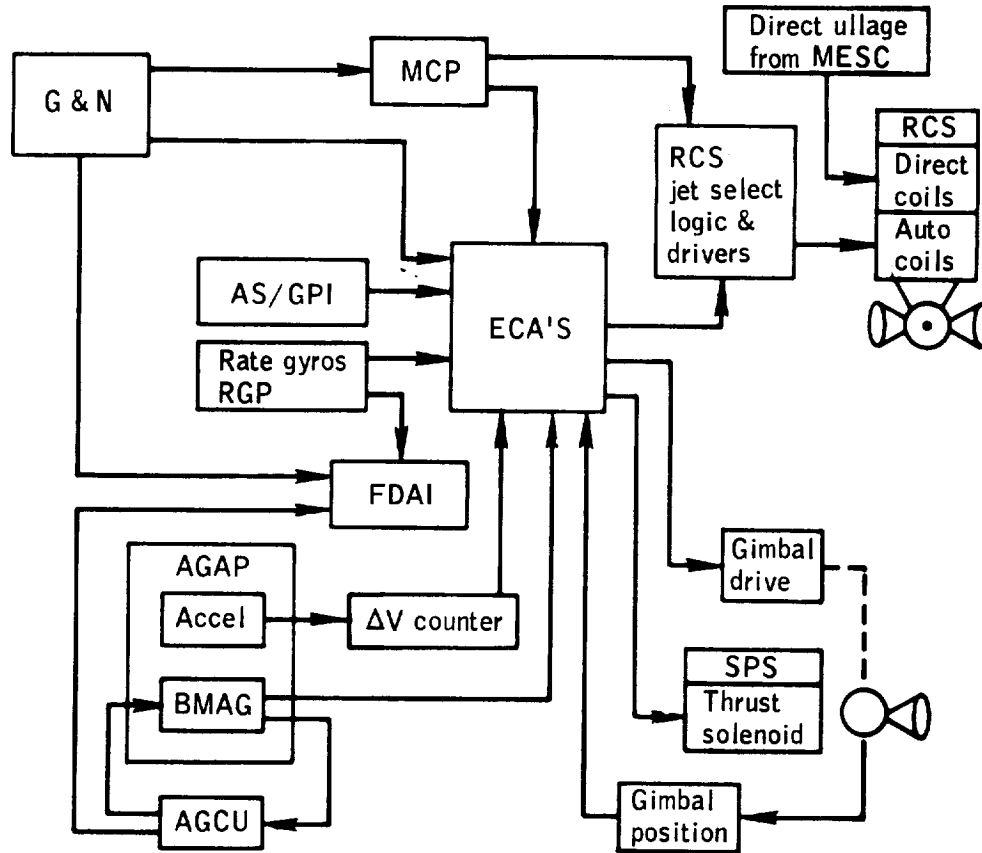 Direct ullage
from MESC
MCP
G & N
RCS
Direct
coils
Auto
coils
RCS
jet select
logic &
drivers
AS/GPI
ECA'S
Rate gyros
RGP
FDAI
AGAP
Accel
ΔV counter
BMAG
AGCU
Gimbal
drive
SPS
Thrust
solenoid
Gimbal
position